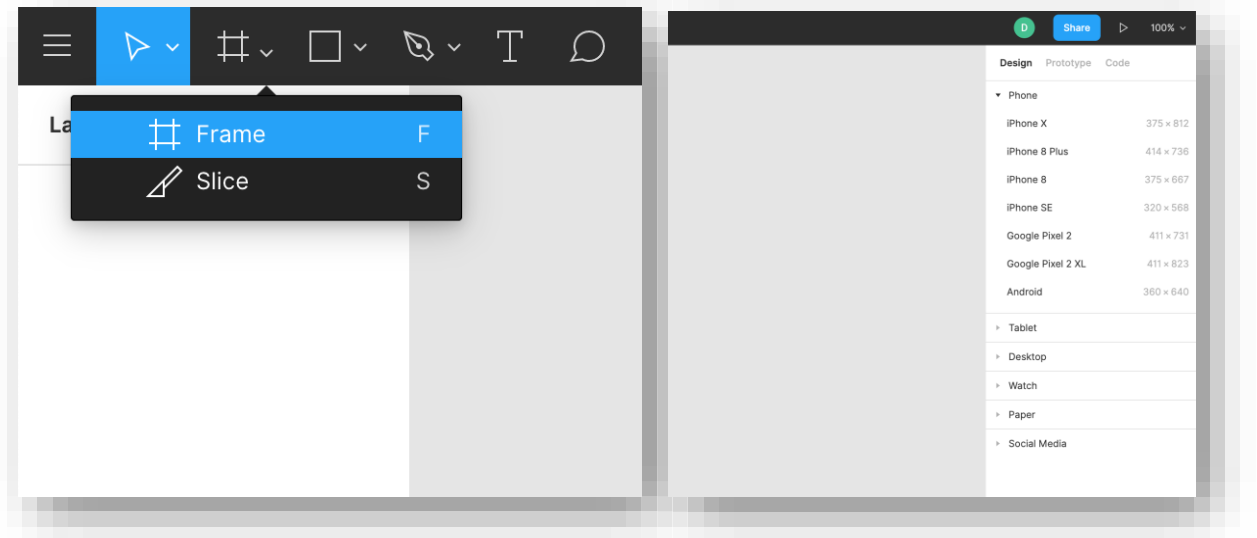 La
Frame F
Slice S
D Share 100%
Design Prototype Code
Phone
iPhone X 375 × 812
iPhone 8 Plus 414 × 736
iPhone 8 375 × 667
iPhone SE 320 × 568
Google Pixel 2 411 × 731
Google Pixel 2 XL 411 × 823
Android 360 × 640
Tablet
Desktop
Watch
Paper
Social Media